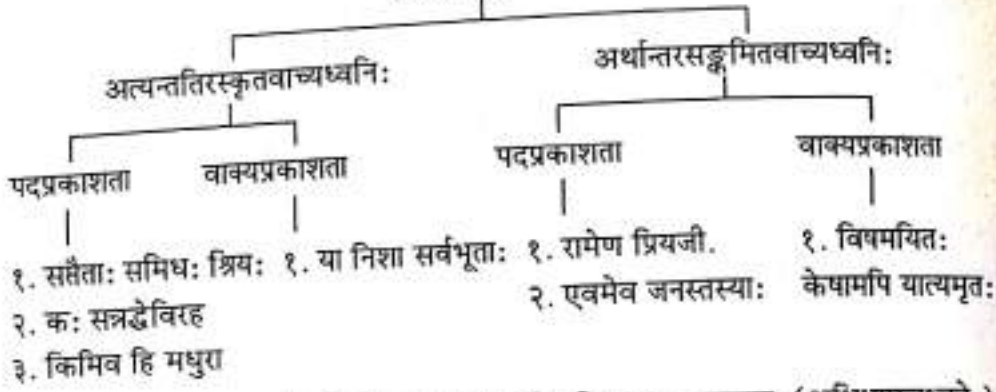 अत्यन्ततिरस्कृतवाच्यध्वनिः अर्थान्तरसङ्क्रमितवाच्यध्वनिः
पदप्रकाशता वाक्यप्रकाशता पदप्रकाशता वाक्यप्रकाशता
१. सप्तैताः समिधः श्रियः १. या निशा सर्वभूताः १. रामेण प्रियजी. १. विषमयितः
२. कः सन्नद्धेविरह २. एवमेव जनस्तस्याः केषामपि यात्यमृतः
३. किमिव हि मधुरा